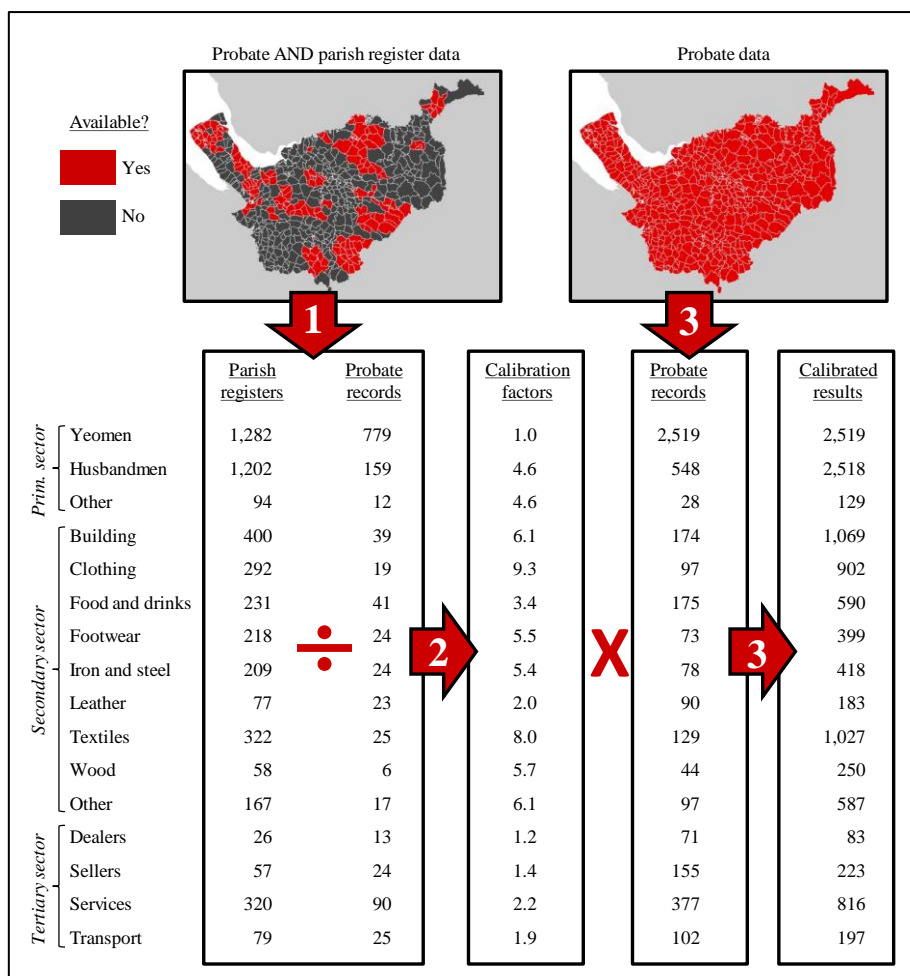 Probate AND parish register data
Probate data
Available?
Yes
No
1
3
Parish registers Probate records Calibration factors Probate records Calibrated results
Prim. sector
Yeomen 1,282 779 1.0 2,519 2,519
Husbandmen 1,202 159 4.6 548 2,518
Other 94 12 4.6 28 129
Secondary sector
Building 400 39 6.1 174 1,069
Clothing 292 19 9.3 97 902
Food and drinks 231 41 3.4 175 590
Footwear 218 24 5.5 73 399
÷ 2 X 3
Iron and steel 209 24 5.4 78 418
Leather 77 23 2.0 90 183
Textiles 322 25 8.0 129 1,027
Wood 58 6 5.7 44 250
Other 167 17 6.1 97 587
Tertiary sector
Dealers 26 13 1.2 71 83
Sellers 57 24 1.4 155 223
Services 320 90 2.2 377 816
Transport 79 25 1.9 102 197